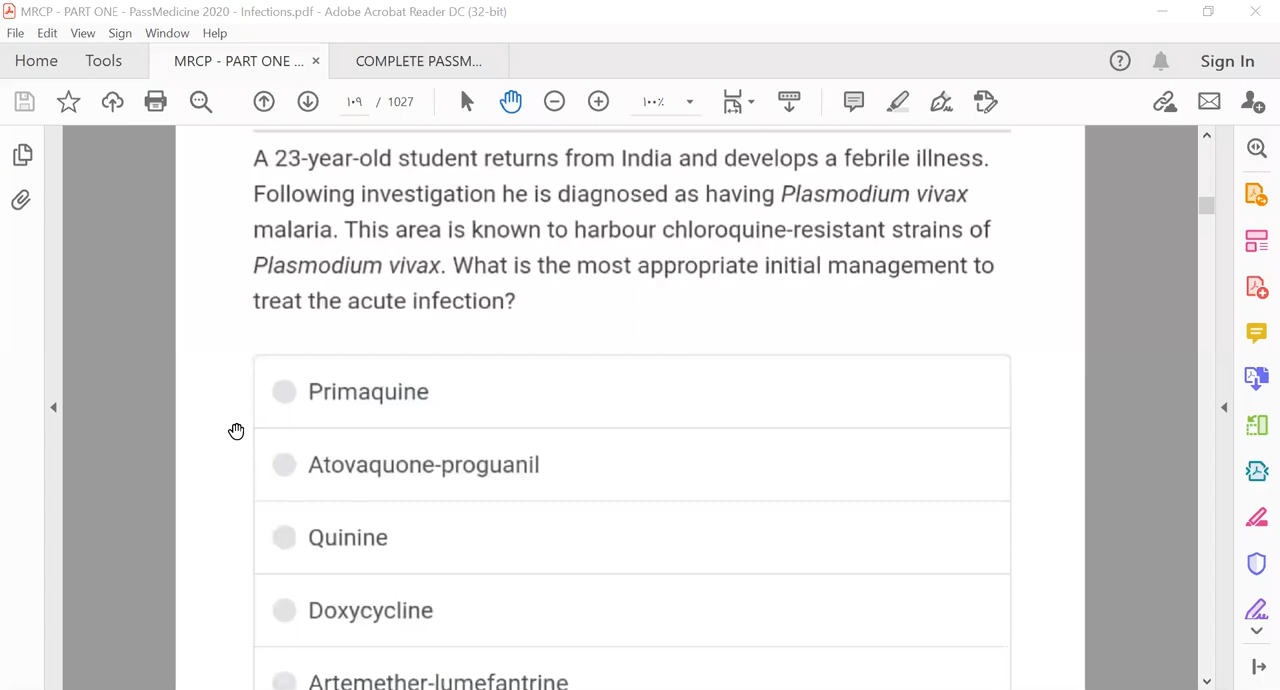 MRCP - PART ONE - PassMedicine 2020 - Infections.pdf - Adobe Acrobat Reader DC (32-bit)
File Edit View Sign Window Help
Home Tools MRCP - PART ONE ... × COMPLETE PASSM... ? Sign In
١٠٩ / 1027 ١٠٠٪
A 23-year-old student returns from India and develops a febrile illness.
Following investigation he is diagnosed as having Plasmodium vivax
malaria. This area is known to harbour chloroquine-resistant strains of
Plasmodium vivax. What is the most appropriate initial management to
treat the acute infection?
Primaquine
Atovaquone-proguanil
Quinine
Doxycycline
Artemether-lumefantrine